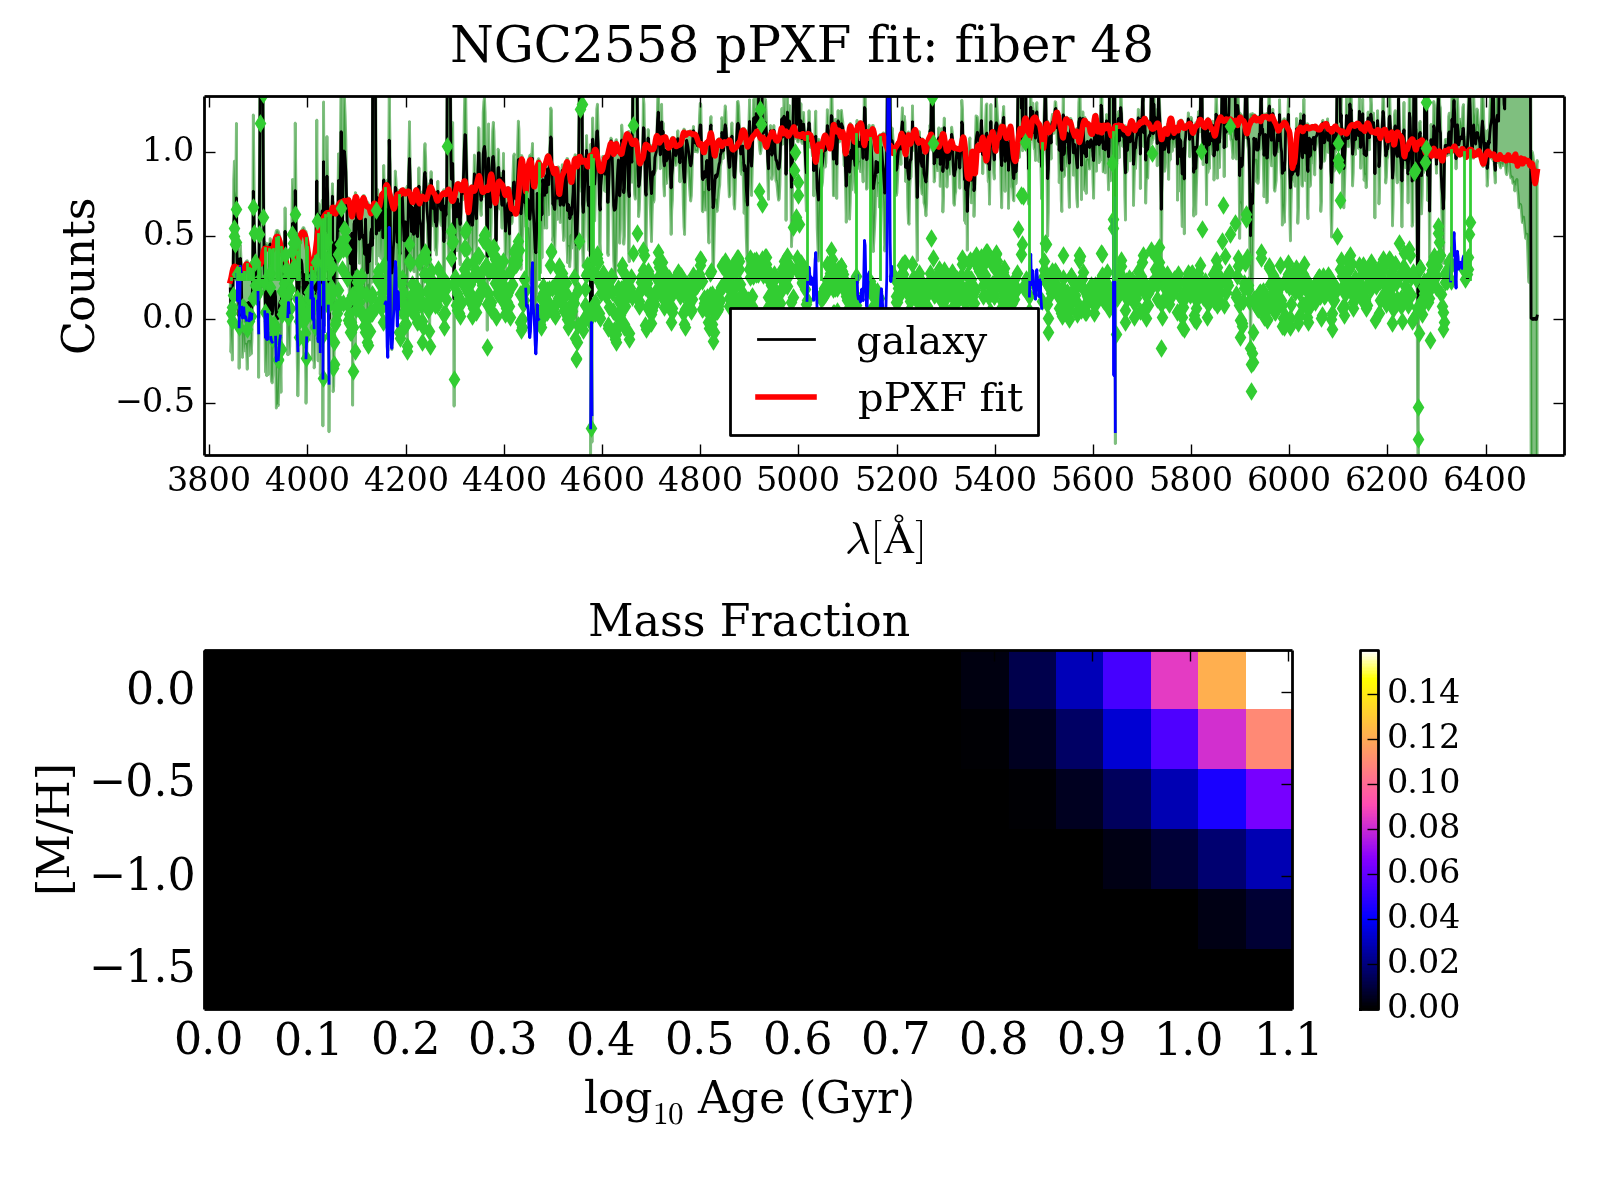 NGC2558 pPXF fit: fiber 48
1.0
0.5
0.0
−0.5
Counts
galaxy
pPXF fit
3800 4000 4200 4400 4600 4800 5000 5200 5400 5600 5800 6000 6200 6400
λ[Å]
Mass Fraction
0.0
−0.5
−1.0
−1.5
[M/H]
0.0 0.1 0.2 0.3 0.4 0.5 0.6 0.7 0.8 0.9 1.0 1.1
log₁₀ Age (Gyr)
0.14
0.12
0.10
0.08
0.06
0.04
0.02
0.00